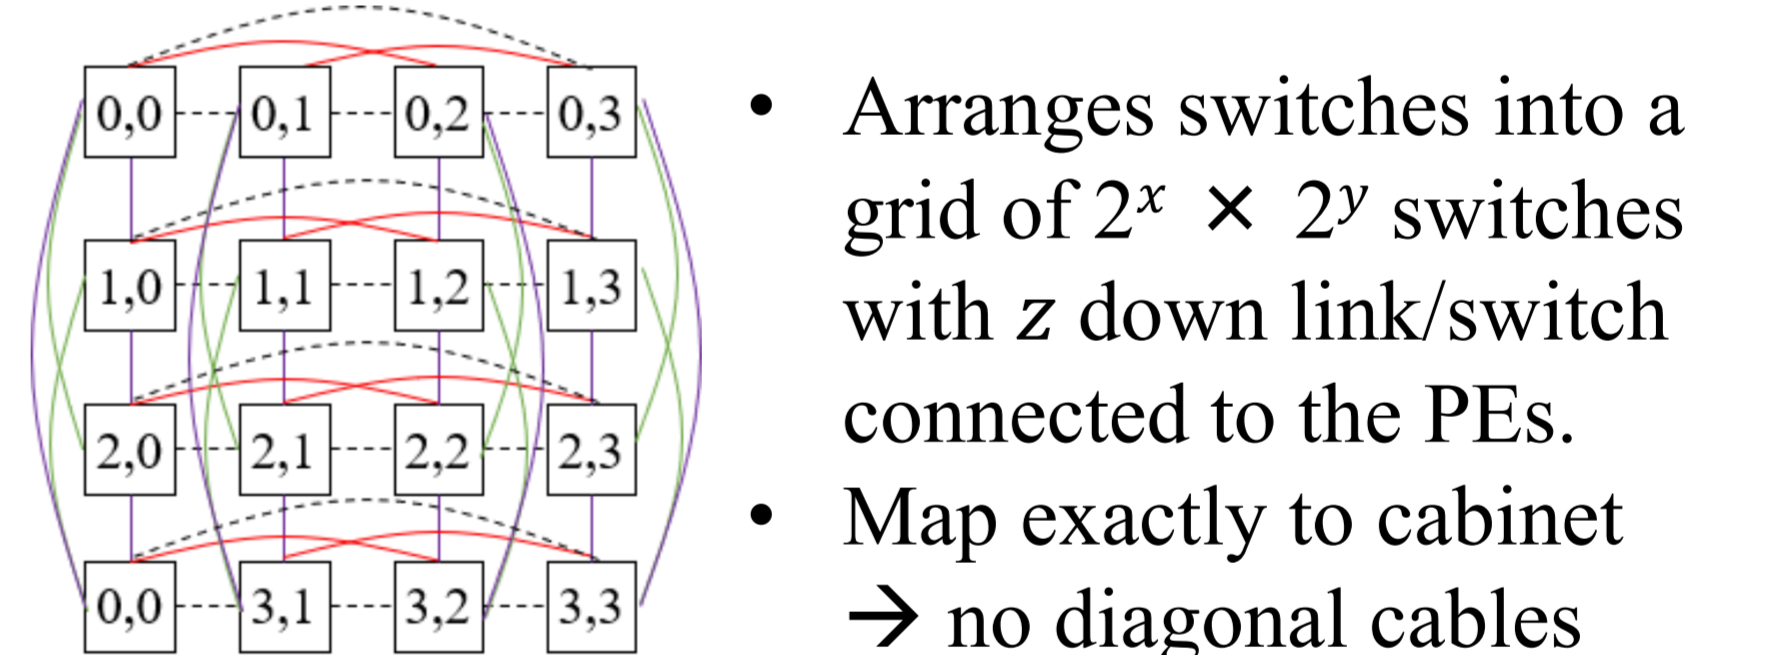 0,0 0,1 0,2 0,3
1,0 1,1 1,2 1,3
2,0 2,1 2,2 2,3
0,0 3,1 3,2 3,3
• Arranges switches into a
grid of 2ˣ × 2ʸ switches
with z down link/switch
connected to the PEs.
• Map exactly to cabinet
→ no diagonal cables